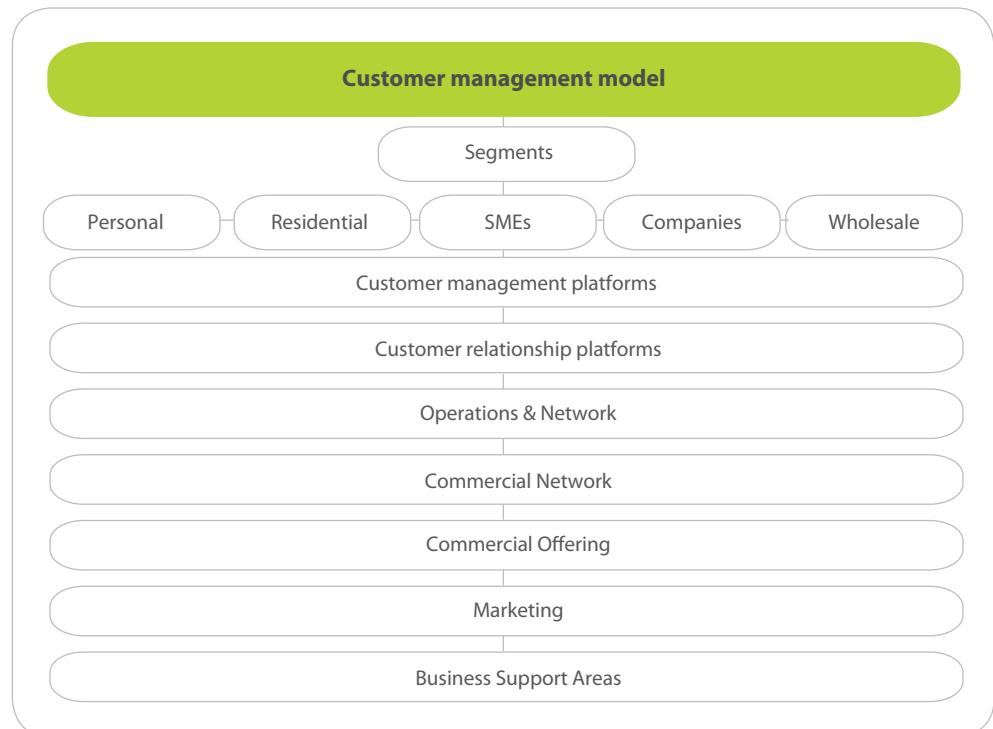 Customer management model
Segments
Personal
Residential
SMEs
Companies
Wholesale
Customer management platforms
Customer relationship platforms
Operations & Network
Commercial Network
Commercial Offering
Marketing
Business Support Areas